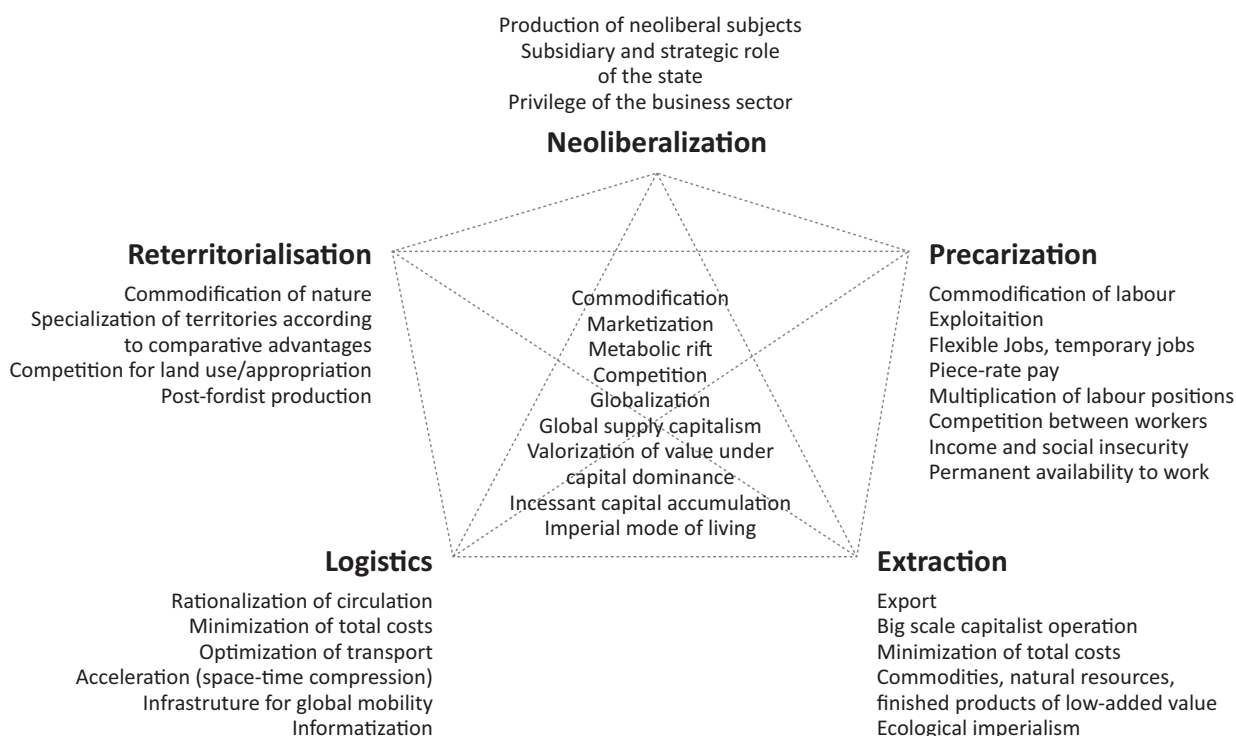 Production of neoliberal subjects
Subsidiary and strategic role
of the state
Privilege of the business sector
Neoliberalization
Reterritorialisation
Commodification of nature
Specialization of territories according
to comparative advantages
Competition for land use/appropriation
Post-fordist production
Precarization
Commodification of labour
Exploitaition
Flexible Jobs, temporary jobs
Piece-rate pay
Multiplication of labour positions
Competition between workers
Income and social insecurity
Permanent availability to work
Commodification
Marketization
Metabolic rift
Competition
Globalization
Global supply capitalism
Valorization of value under
capital dominance
Incessant capital accumulation
Imperial mode of living
Logistics
Rationalization of circulation
Minimization of total costs
Optimization of transport
Acceleration (space-time compression)
Infrastruture for global mobility
Informatization
Extraction
Export
Big scale capitalist operation
Minimization of total costs
Commodities, natural resources,
finished products of low-added value
Ecological imperialism